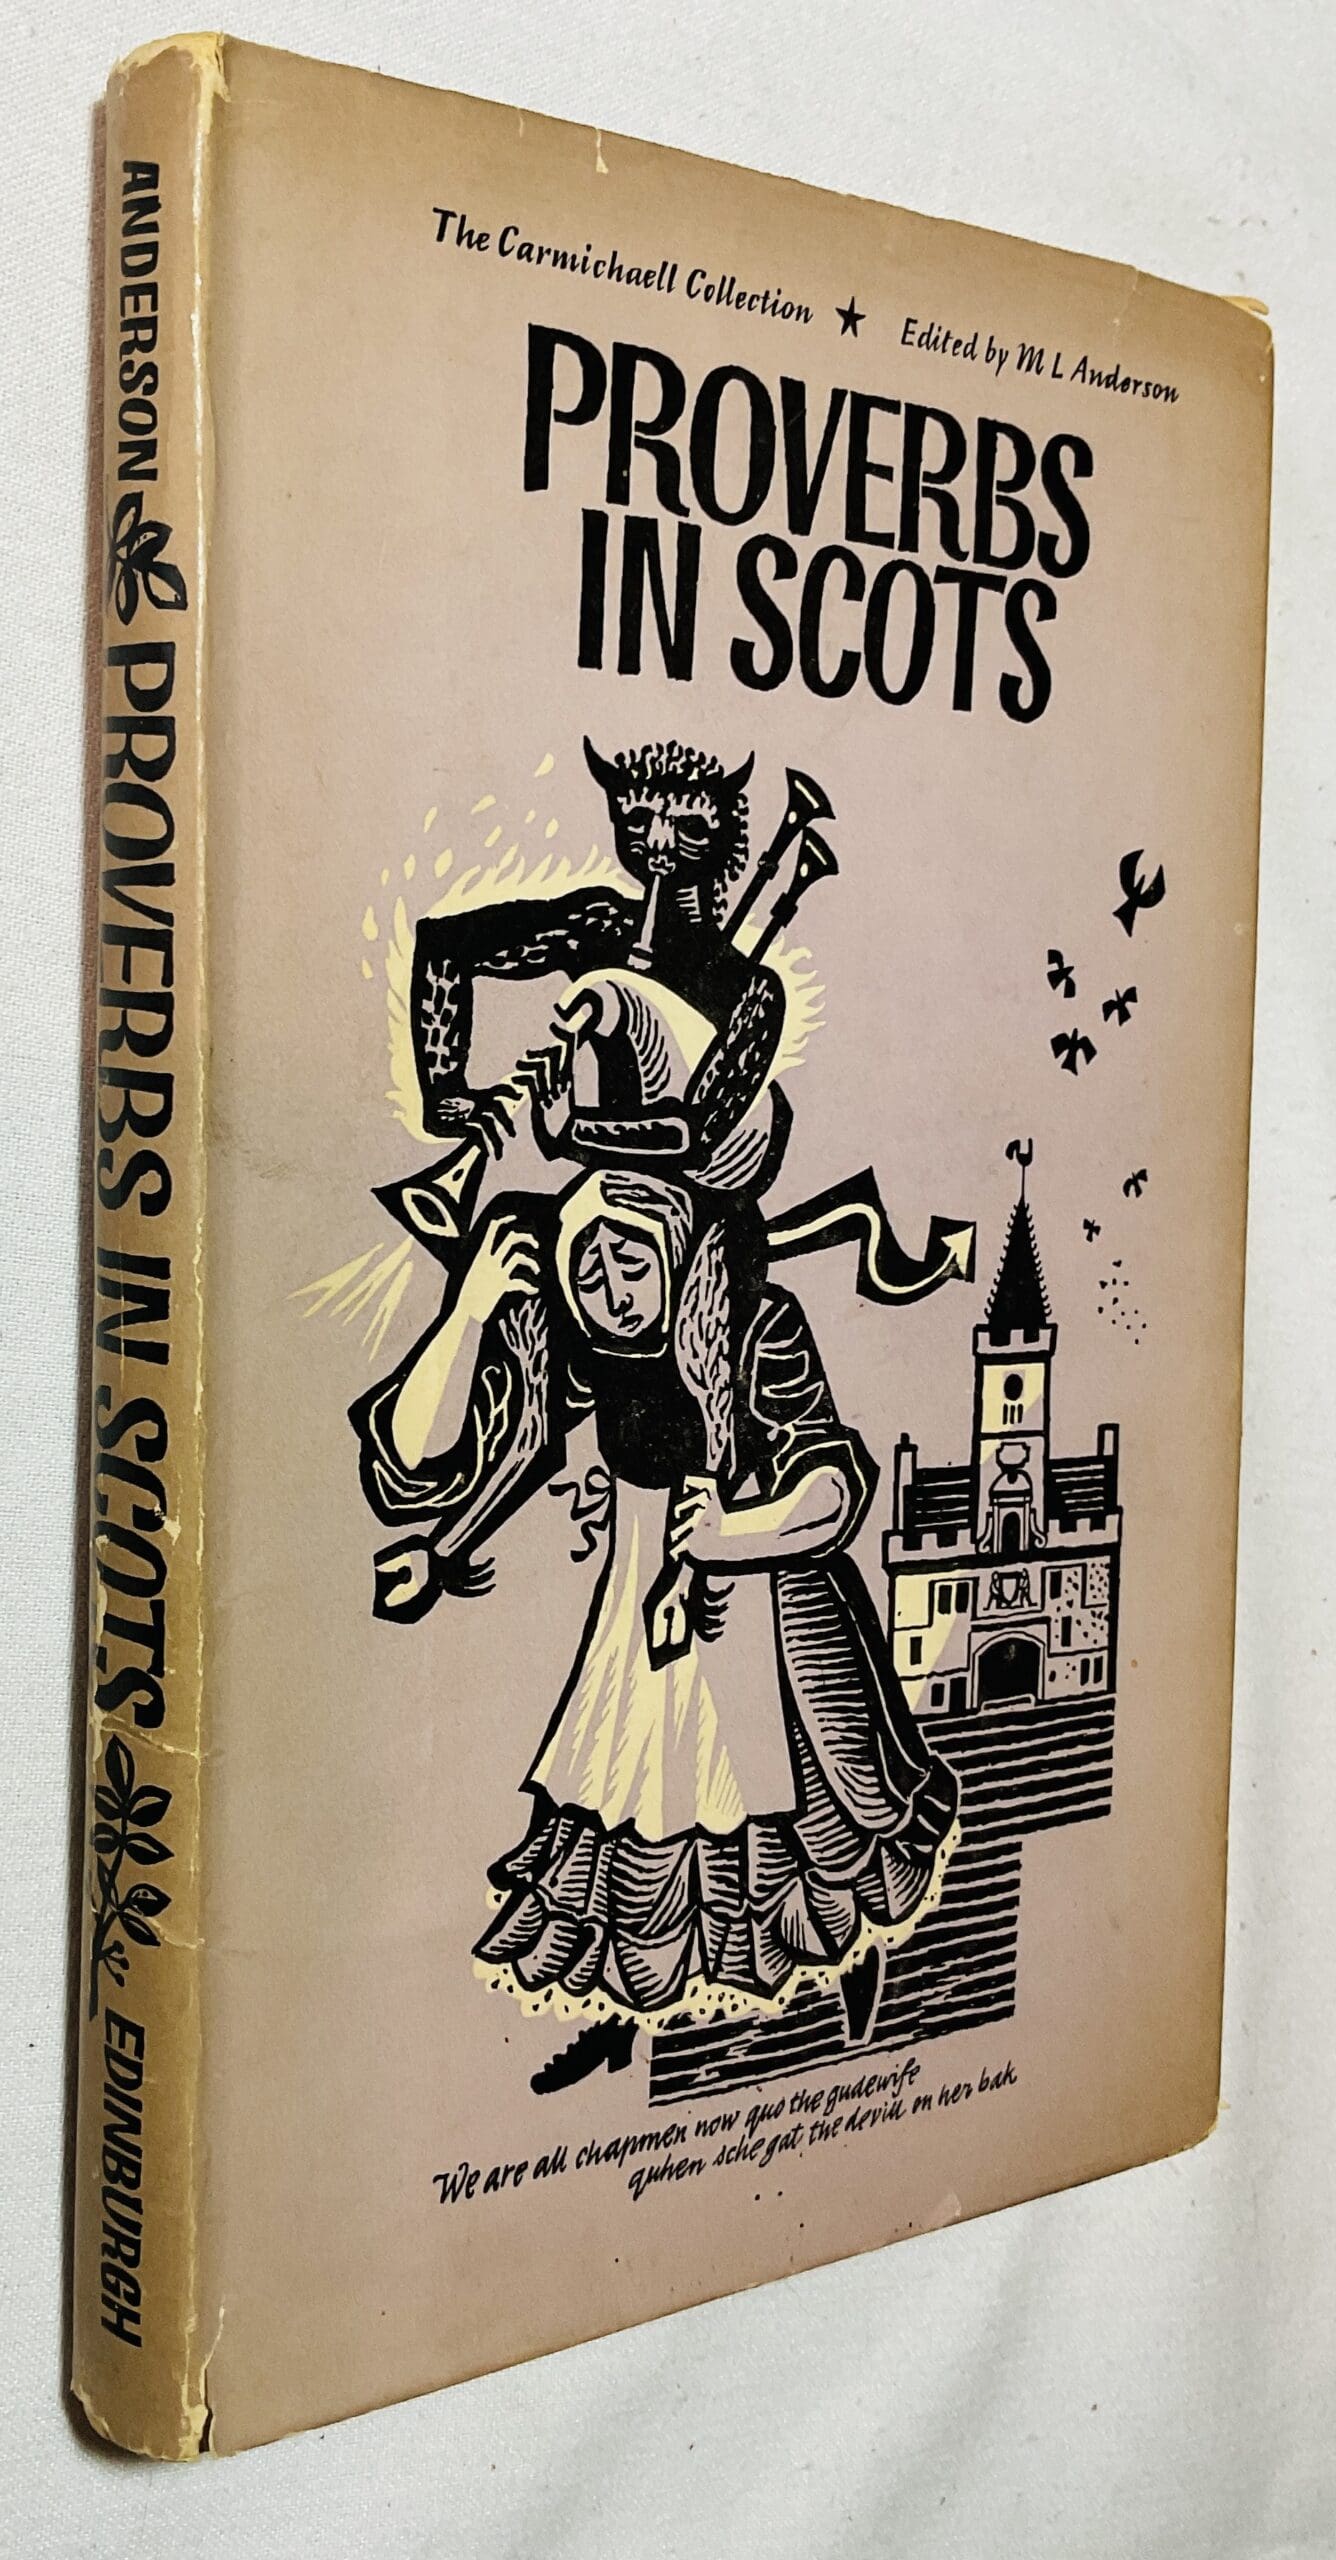 ANDERSON PROVERBS IN SCOTS EDINBURGH
The Carmichaell Collection ★ Edited by M L Anderson
PROVERBS
IN SCOTS
We are all chapmen now quo the gudewife
quhen sche gat the devill on her bak